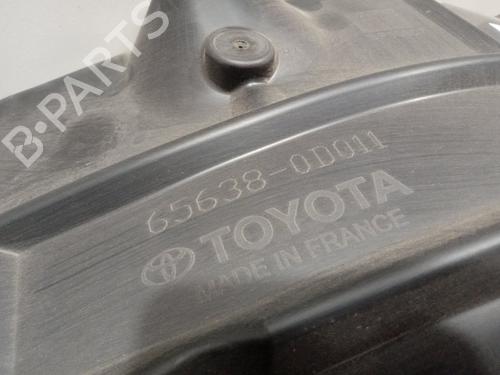 B-PARTS
65638-0D011
TOYOTA
MADE IN FRANCE